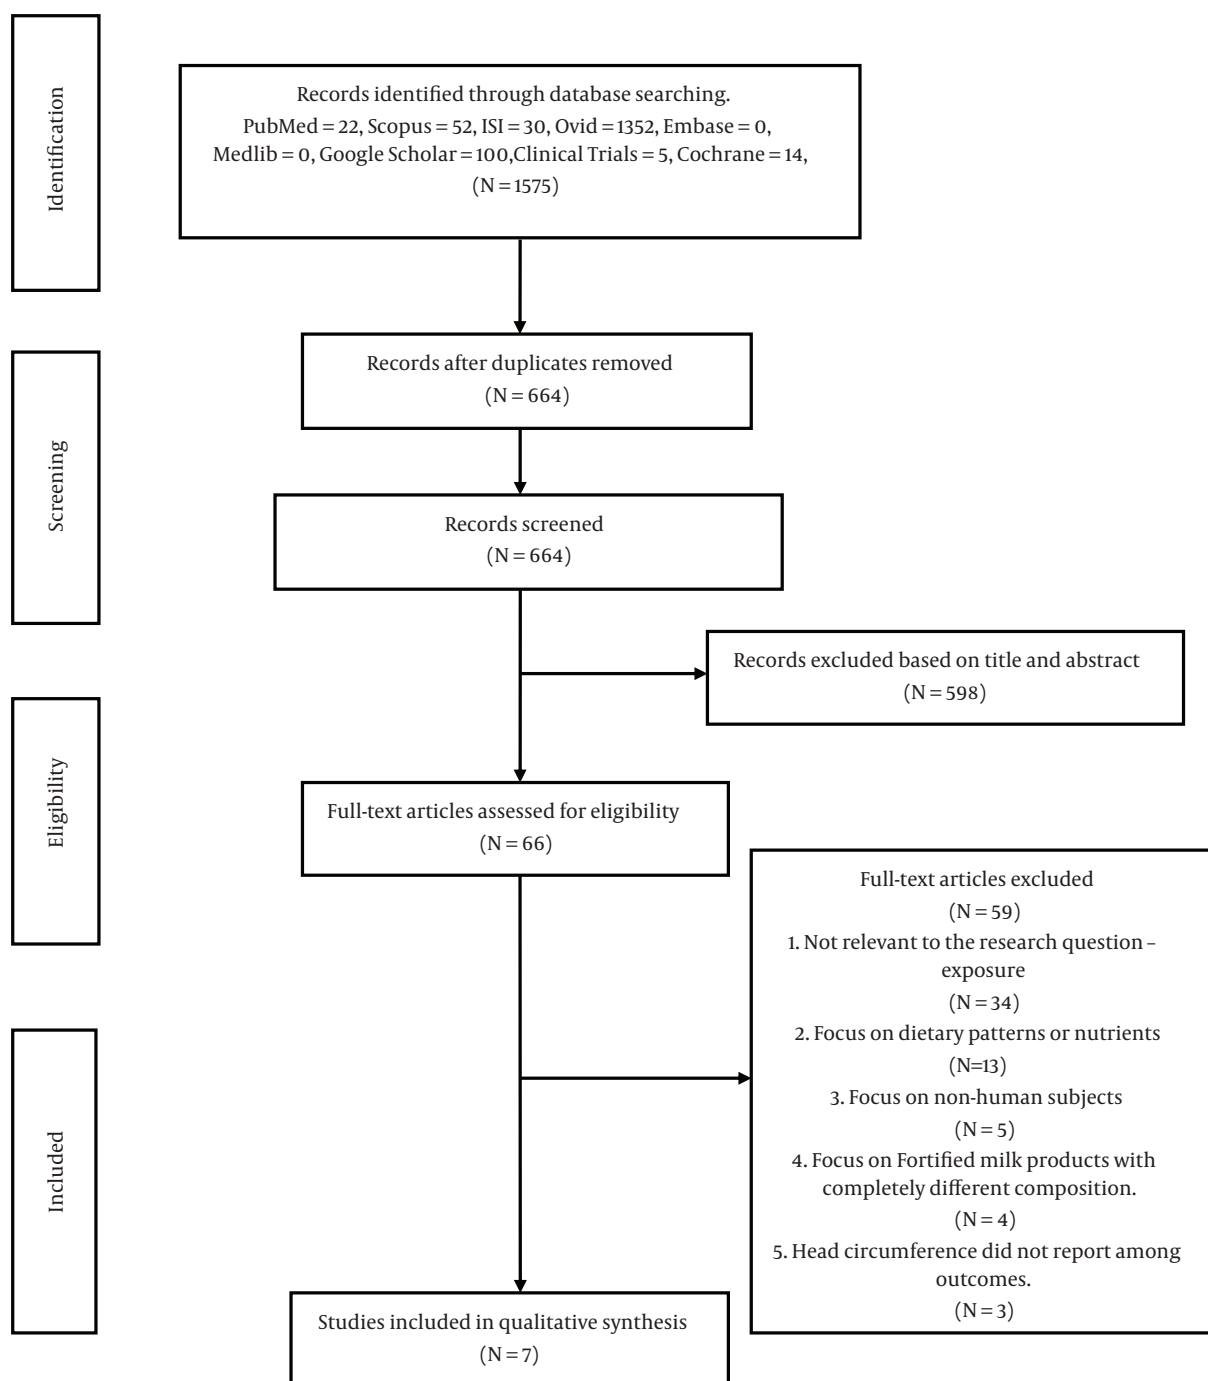 Identification
Records identified through database searching.
PubMed = 22, Scopus = 52, ISI = 30, Ovid = 1352, Embase = 0,
Medlib = 0, Google Scholar = 100,Clinical Trials = 5, Cochrane = 14,
(N = 1575)
Screening
Records after duplicates removed
(N = 664)
Records screened
(N = 664)
Records excluded based on title and abstract
(N = 598)
Eligibility
Full-text articles assessed for eligibility
(N = 66)
Full-text articles excluded
(N = 59)
1. Not relevant to the research question –
exposure
(N = 34)
2. Focus on dietary patterns or nutrients
(N=13)
3. Focus on non-human subjects
(N = 5)
4. Focus on Fortified milk products with
completely different composition.
(N = 4)
5. Head circumference did not report among
outcomes.
(N = 3)
Included
Studies included in qualitative synthesis
(N = 7)